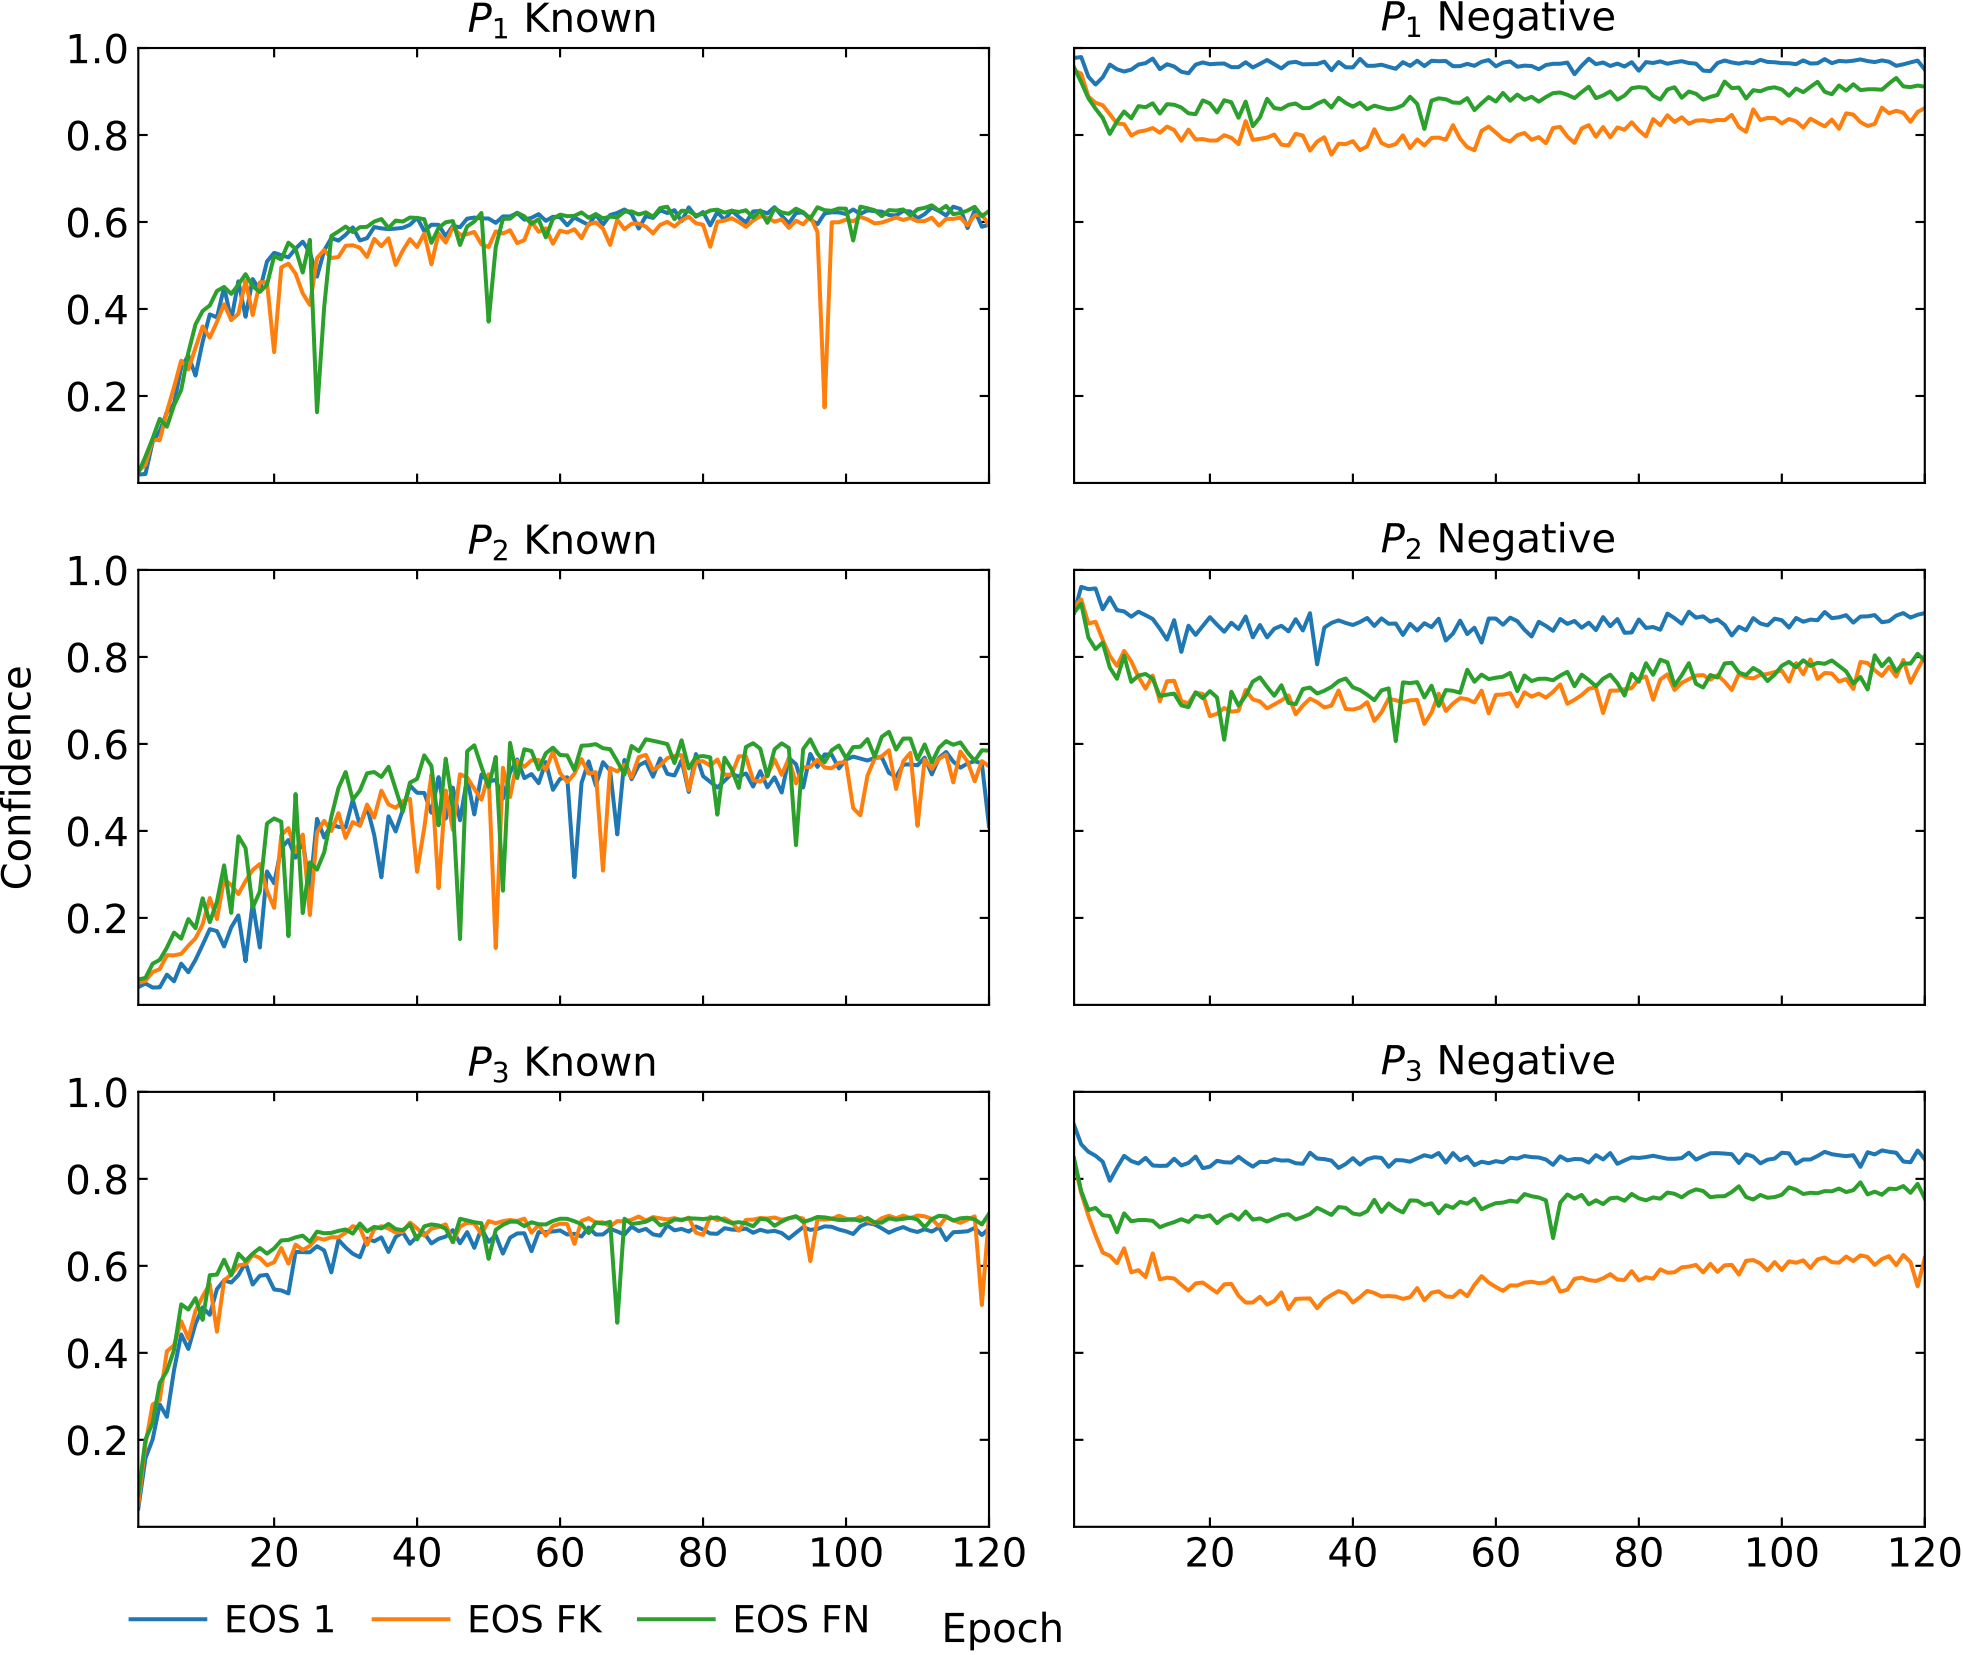 P1 Known
P1 Negative
1.0
0.8
0.6
0.4
0.2
P2 Known
P2 Negative
1.0
0.8
0.6
0.4
0.2
Confidence
P3 Known
P3 Negative
1.0
0.8
0.6
0.4
0.2
20 40 60 80 100 120
20 40 60 80 100 120
EOS 1 EOS FK EOS FN
Epoch